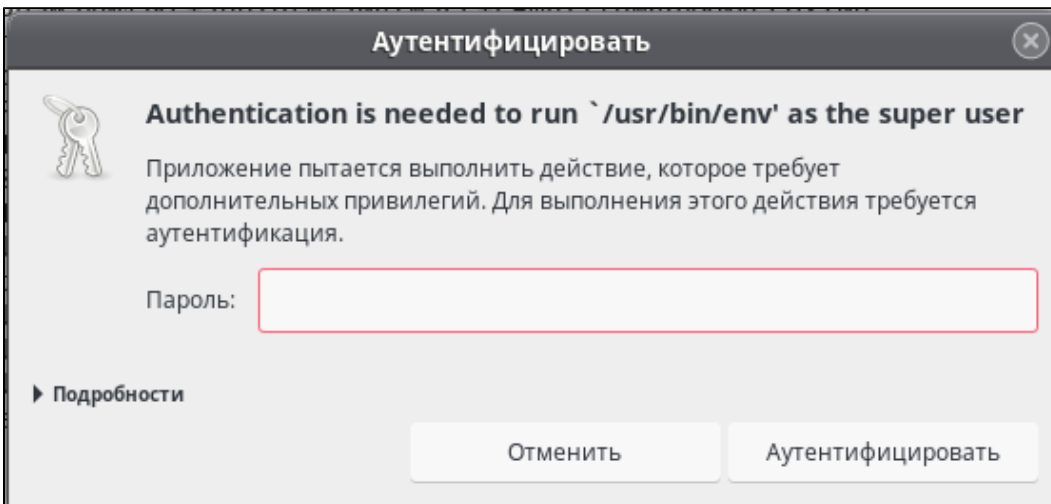 Аутентифицировать
Authentication is needed to run `/usr/bin/env' as the super user
Приложение пытается выполнить действие, которое требует
дополнительных привилегий. Для выполнения этого действия требуется
аутентификация.
Пароль:
Подробности
Отменить Аутентифицировать